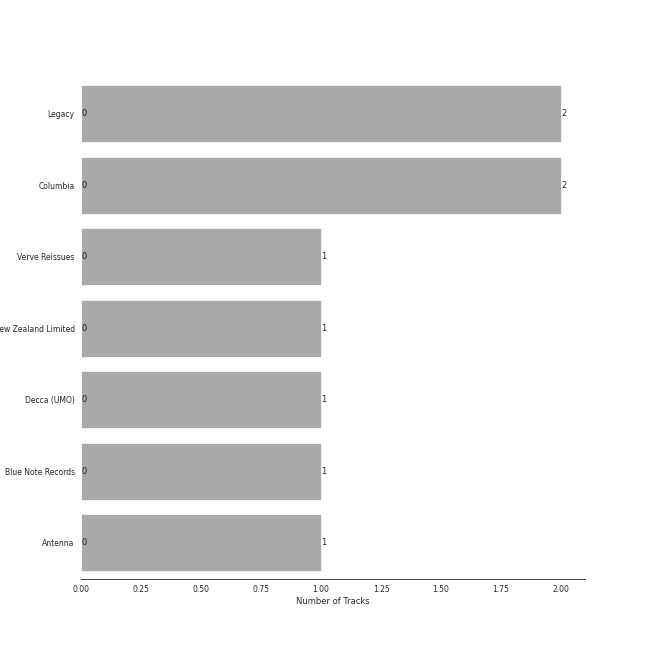 Legacy 0 2
Columbia 0 2
Verve Reissues 0 1
Zealand Limited 0 1
Decca (UMO) 0 1
Blue Note Records 0 1
Antenna 0 1
0.00 0.25 0.50 0.75 1.00 1.25 1.50 1.75 2.00
Number of Tracks